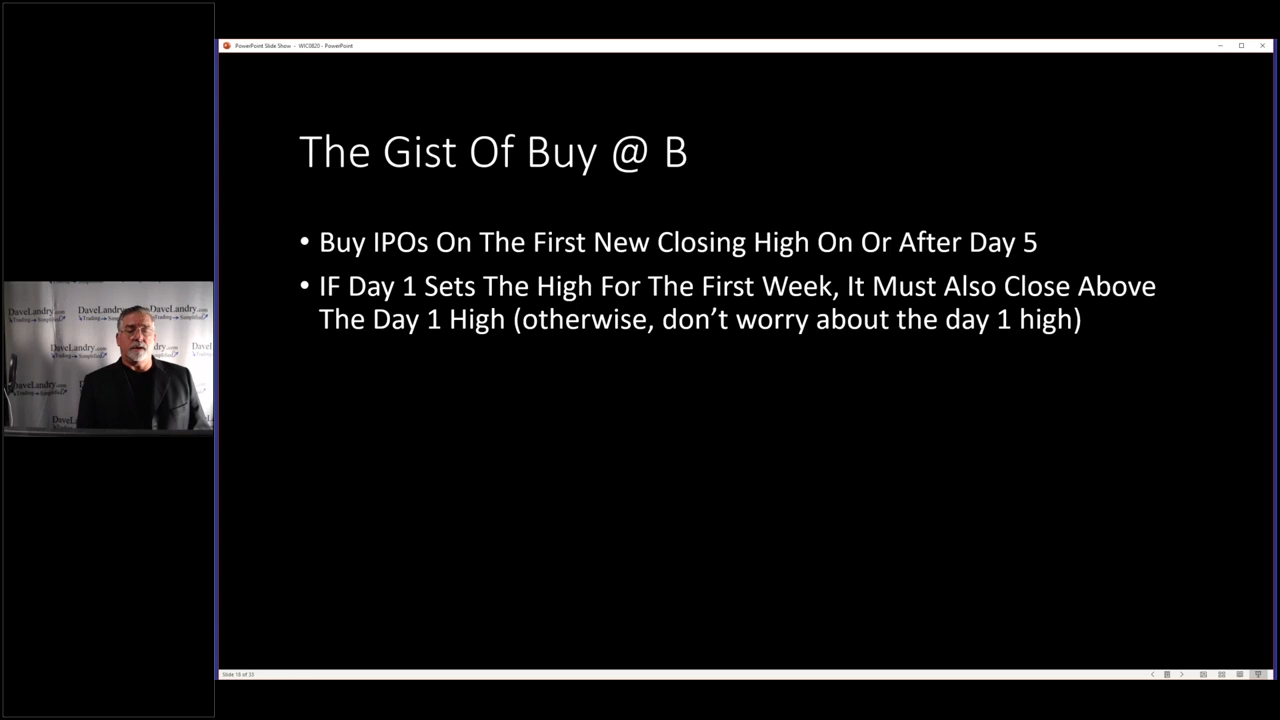 PowerPoint Slide Show - WIC0820 - PowerPoint
The Gist Of Buy @ B
• Buy IPOs On The First New Closing High On Or After Day 5
• IF Day 1 Sets The High For The First Week, It Must Also Close Above
The Day 1 High (otherwise, don’t worry about the day 1 high)
DaveLandry.com
Trading Simplified
Slide 18 of 33